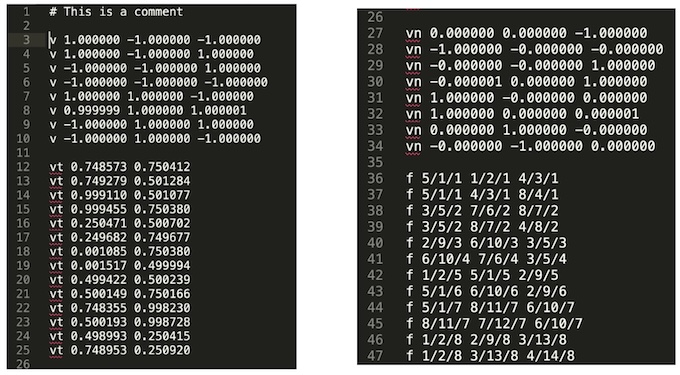 1 # This is a comment
2
3 v 1.000000 -1.000000 -1.000000
4 v 1.000000 -1.000000 1.000000
5 v -1.000000 -1.000000 1.000000
6 v -1.000000 -1.000000 -1.000000
7 v 1.000000 1.000000 -1.000000
8 v 0.999999 1.000000 1.000001
9 v -1.000000 1.000000 1.000000
10 v -1.000000 1.000000 -1.000000
11
12 vt 0.748573 0.750412
13 vt 0.749279 0.501284
14 vt 0.999110 0.501077
15 vt 0.999455 0.750380
16 vt 0.250471 0.500702
17 vt 0.249682 0.749677
18 vt 0.001085 0.750380
19 vt 0.001517 0.499994
20 vt 0.499422 0.500239
21 vt 0.500149 0.750166
22 vt 0.748355 0.998230
23 vt 0.500193 0.998728
24 vt 0.498993 0.250415
25 vt 0.748953 0.250920
26
26
27 vn 0.000000 0.000000 -1.000000
28 vn -1.000000 -0.000000 -0.000000
29 vn -0.000000 -0.000000 1.000000
30 vn -0.000001 0.000000 1.000000
31 vn 1.000000 -0.000000 0.000000
32 vn 1.000000 0.000000 0.000001
33 vn 0.000000 1.000000 -0.000000
34 vn -0.000000 -1.000000 0.000000
35
36 f 5/1/1 1/2/1 4/3/1
37 f 5/1/1 4/3/1 8/4/1
38 f 3/5/2 7/6/2 8/7/2
39 f 3/5/2 8/7/2 4/8/2
40 f 2/9/3 6/10/3 3/5/3
41 f 6/10/4 7/6/4 3/5/4
42 f 1/2/5 5/1/5 2/9/5
43 f 5/1/6 6/10/6 2/9/6
44 f 5/1/7 8/11/7 6/10/7
45 f 8/11/7 7/12/7 6/10/7
46 f 1/2/8 2/9/8 3/13/8
47 f 1/2/8 3/13/8 4/14/8